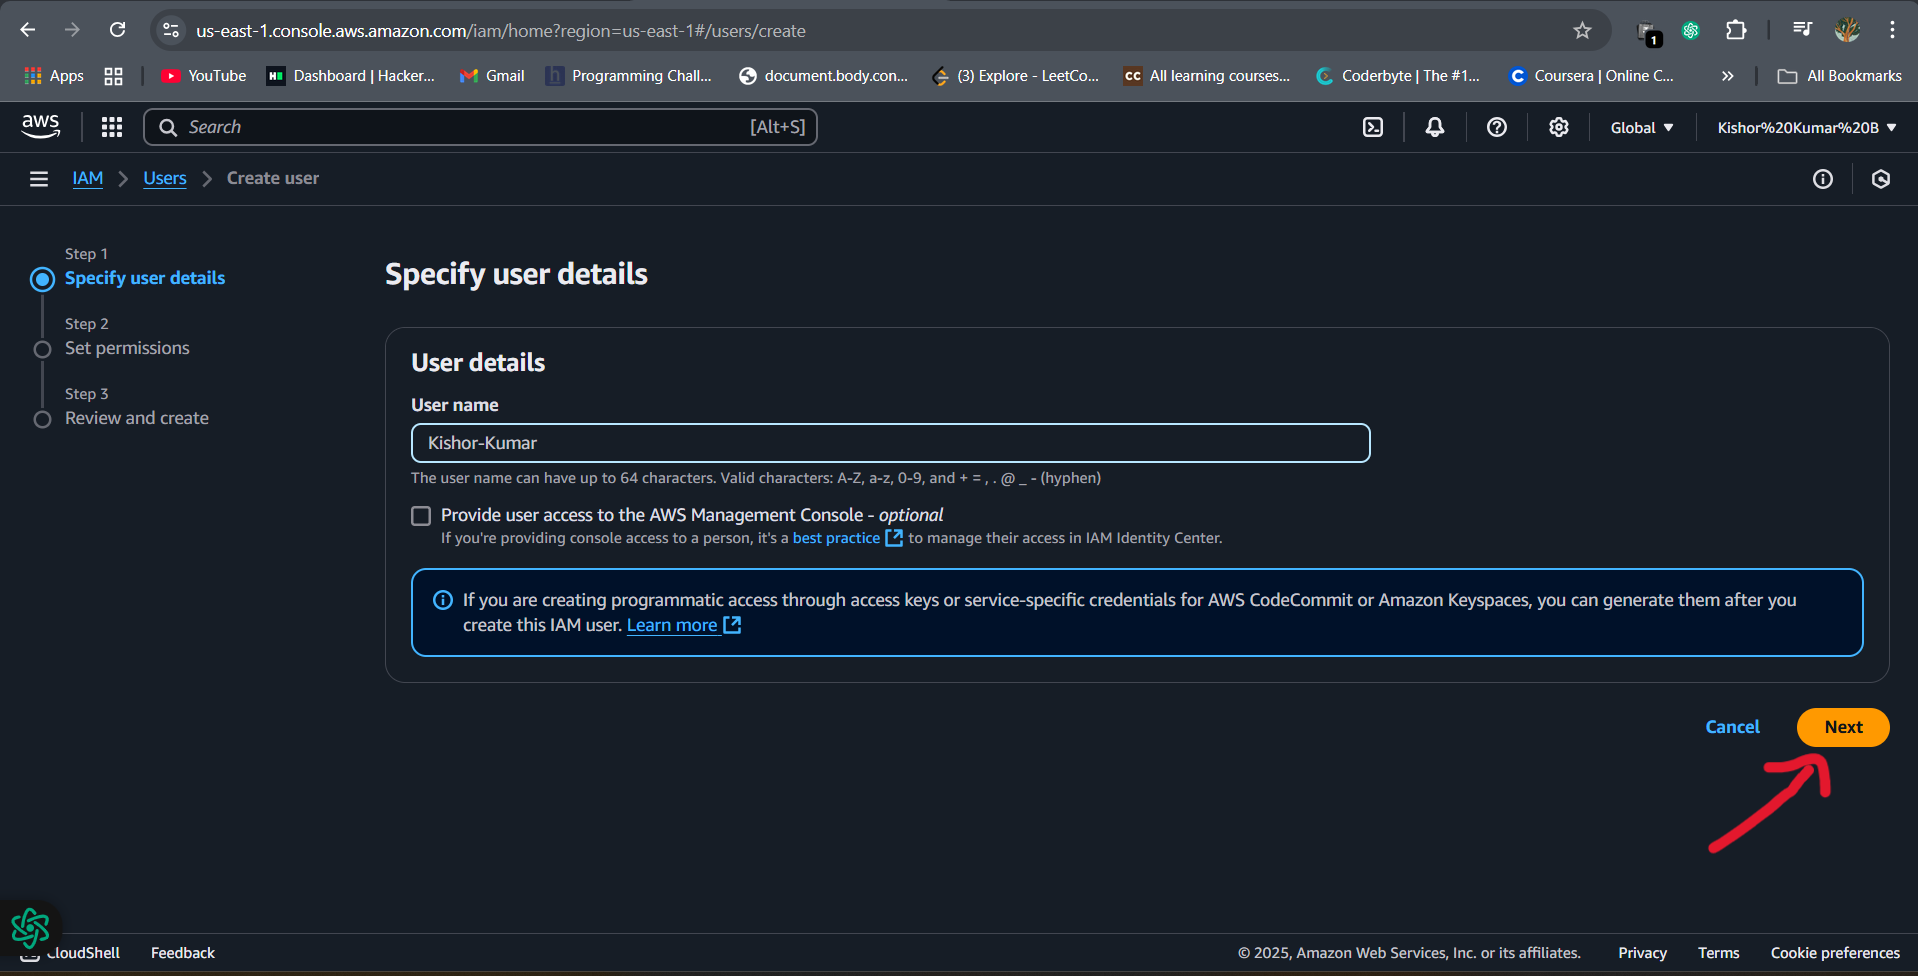 us-east-1.console.aws.amazon.com/iam/home?region=us-east-1#/users/create
1
Apps
YouTube
Dashboard | Hacker...
Gmail
Programming Chall...
document.body.con...
(3) Explore - LeetCo...
All learning courses...
Coderbyte | The #1...
Coursera | Online C...
All Bookmarks
aws
Search
[Alt+S]
Global
Kishor%20Kumar%20B
IAM
Users
Create user
Step 1
Specify user details
Step 2
Set permissions
Step 3
Review and create
Specify user details
User details
User name
Kishor-Kumar
The user name can have up to 64 characters. Valid characters: A-Z, a-z, 0-9, and + = , . @ _ - (hyphen)
Provide user access to the AWS Management Console - optional
If you're providing console access to a person, it's a best practice to manage their access in IAM Identity Center.
If you are creating programmatic access through access keys or service-specific credentials for AWS CodeCommit or Amazon Keyspaces, you can generate them after you
create this IAM user. Learn more
Cancel
Next
CloudShell
Feedback
© 2025, Amazon Web Services, Inc. or its affiliates.
Privacy
Terms
Cookie preferences